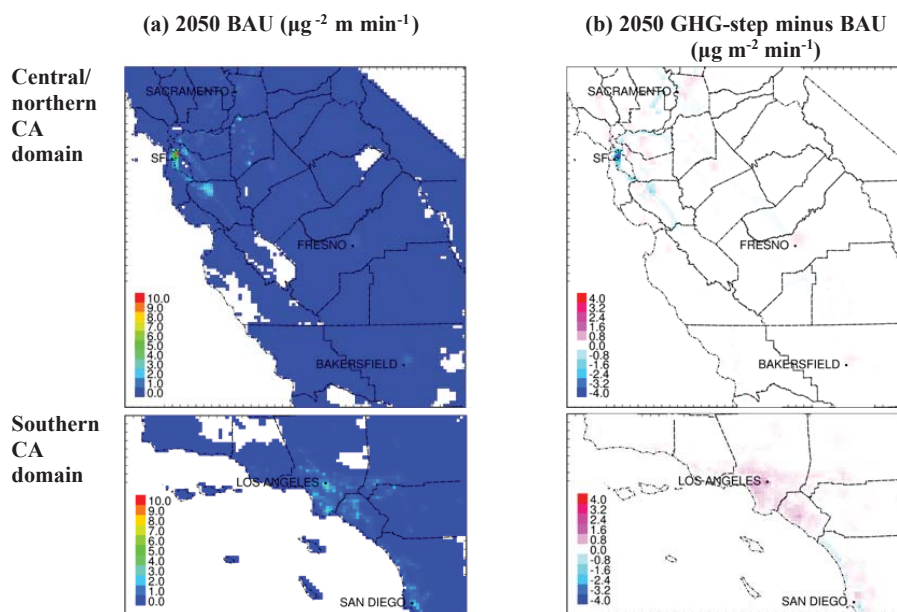 (a) 2050 BAU (µg ⁻² m min⁻¹)
(b) 2050 GHG-step minus BAU
(µg m⁻² min⁻¹)
Central/
northern
CA
domain
SACRAMENTO
SF
FRESNO
BAKERSFIELD
10.0
9.0
8.0
7.0
6.0
5.0
4.0
3.0
2.0
1.0
0.0
SACRAMENTO
SF
FRESNO
BAKERSFIELD
4.0
3.2
2.4
1.6
0.8
0.0
-0.8
-1.6
-2.4
-3.2
-4.0
Southern
CA
domain
LOS ANGELES
SAN DIEGO
10.0
9.0
8.0
7.0
6.0
5.0
4.0
3.0
2.0
1.0
0.0
LOS ANGELES
SAN DIEGO
4.0
3.2
2.4
1.6
0.8
0.0
-0.8
-1.6
-2.4
-3.2
-4.0